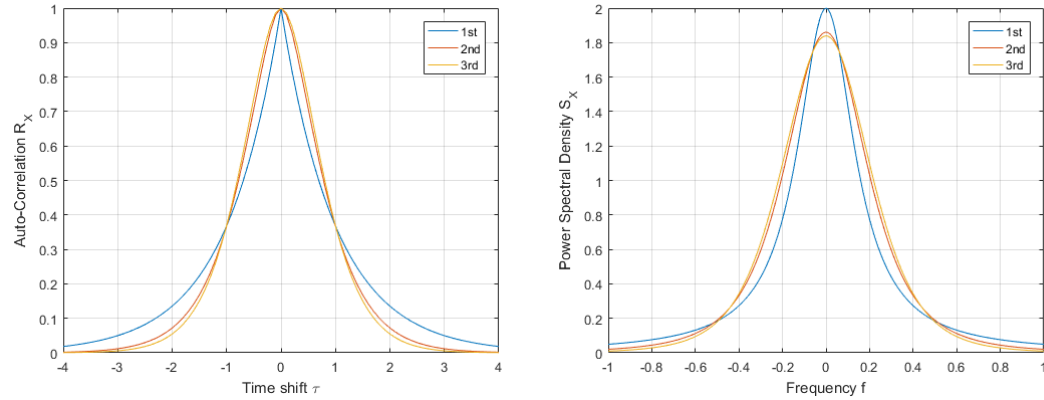 Auto-Correlation R_X
1
0.9
0.8
0.7
0.6
0.5
0.4
0.3
0.2
0.1
0
-4 -3 -2 -1 0 1 2 3 4
Time shift τ
1st
2nd
3rd
Power Spectral Density S_X
2
1.8
1.6
1.4
1.2
1
0.8
0.6
0.4
0.2
0
-1 -0.8 -0.6 -0.4 -0.2 0 0.2 0.4 0.6 0.8 1
Frequency f
1st
2nd
3rd